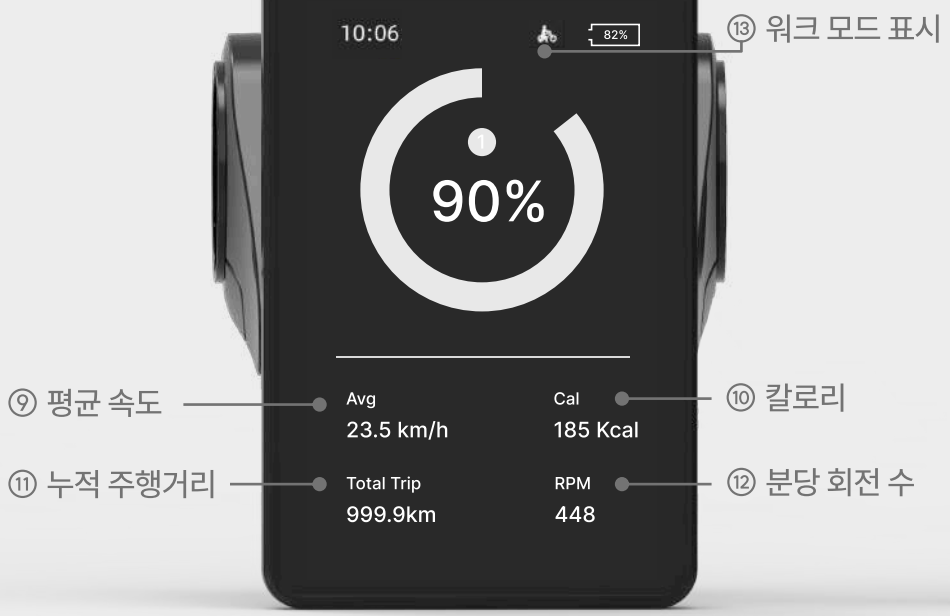 10:06
82%
⑬ 워크 모드 표시
1
90%
⑨ 평균 속도
Avg
23.5 km/h
Cal
185 Kcal
⑩ 칼로리
⑪ 누적 주행거리
Total Trip
999.9km
RPM
448
⑫ 분당 회전 수